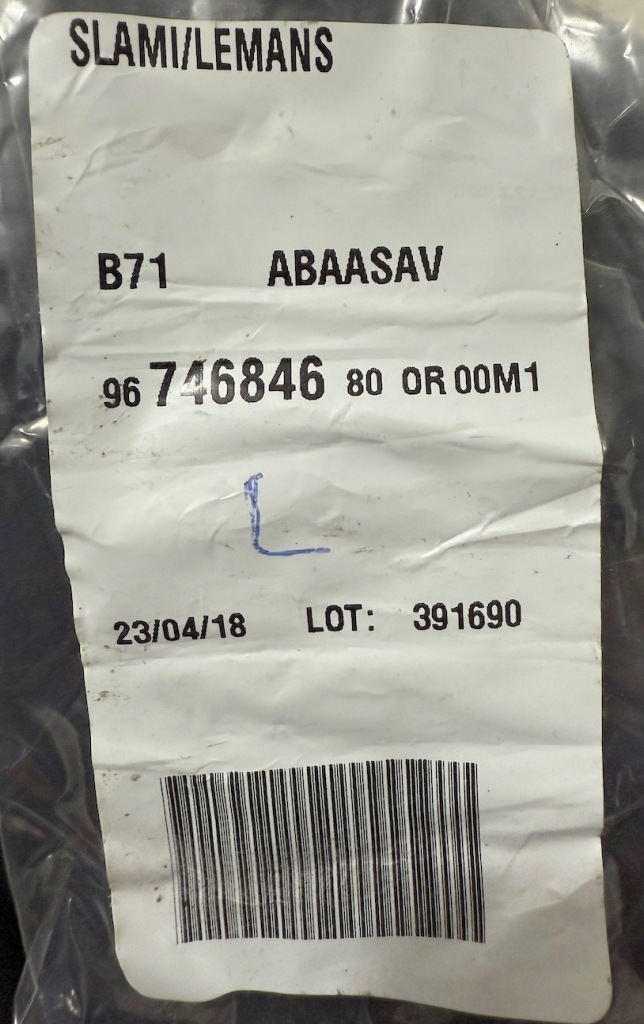 SLAMI/LEMANS
B71 ABAASAV
96 746846 80 OR 00M1
L
23/04/18 LOT: 391690